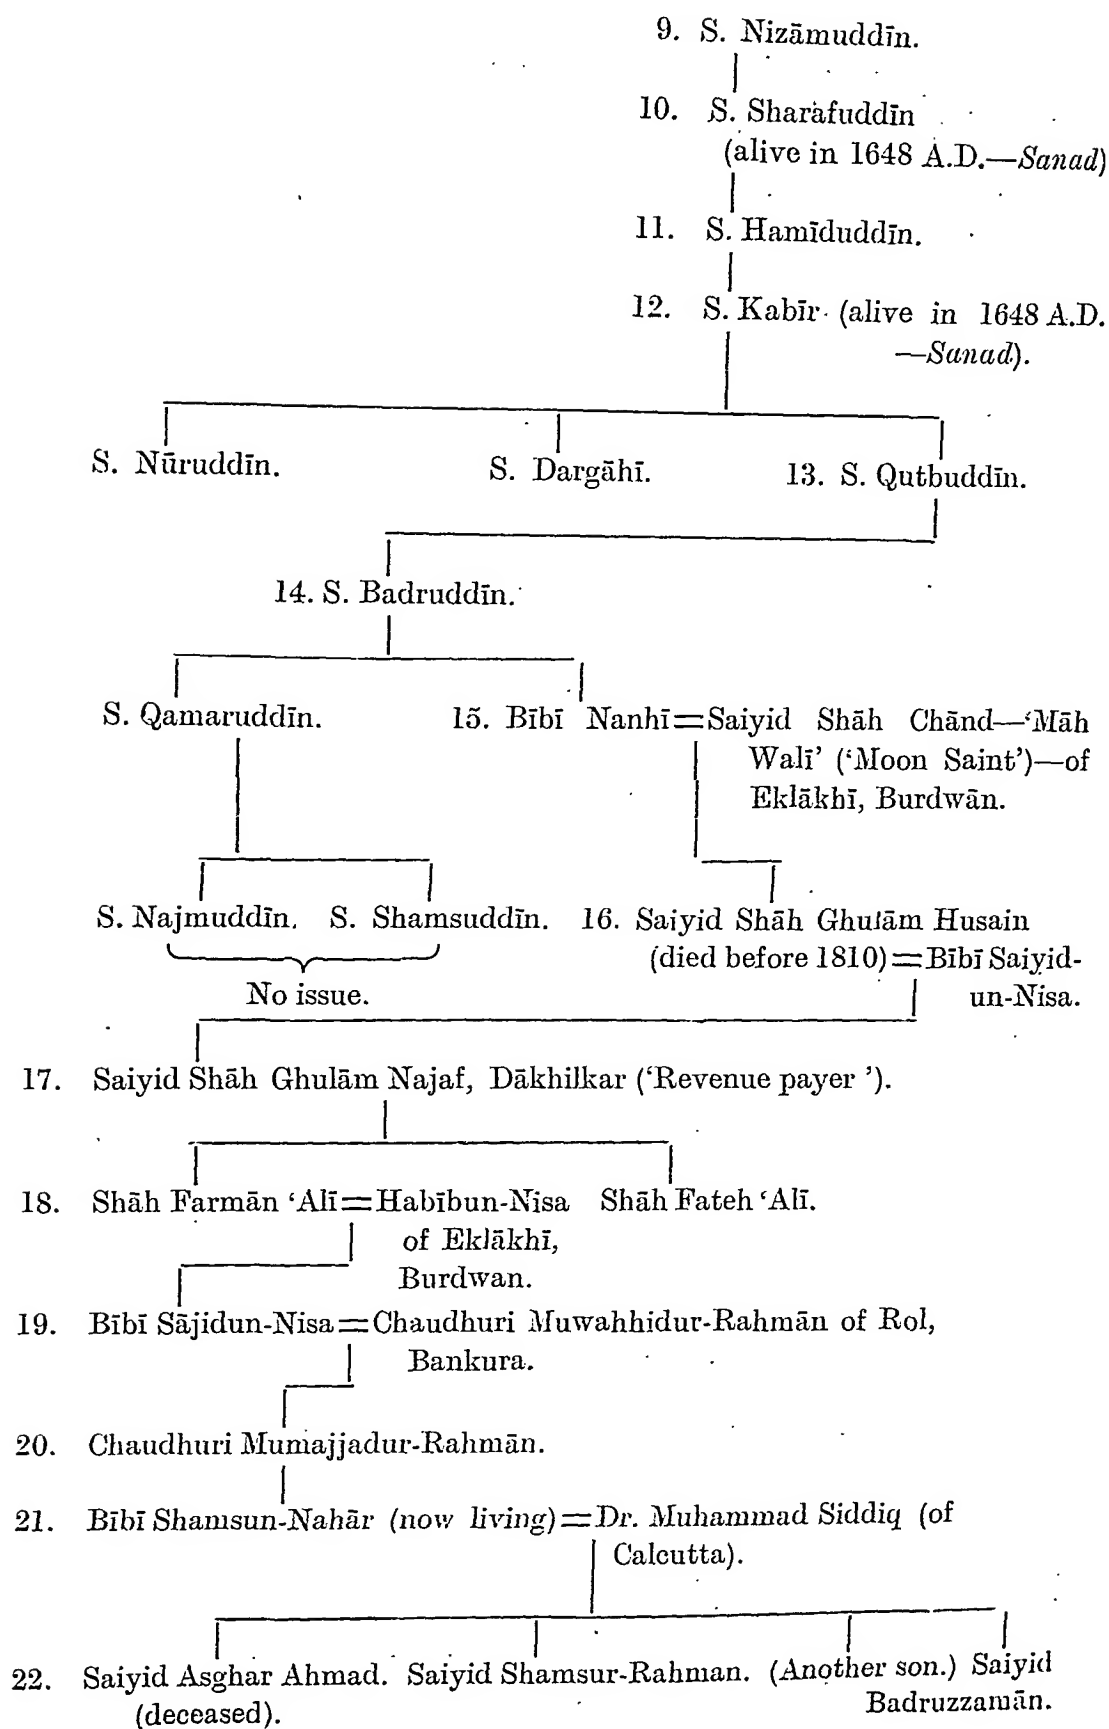 9. S. Nizāmuddīn.
10. S. Sharafuddīn
(alive in 1648 A.D.—Sanad)
11. S. Hamīduddīn.
12. S. Kabīr (alive in 1648 A.D.
—Sanad).
S. Nūruddīn. S. Dargāhī. 13. S. Qutbuddīn.
14. S. Badruddīn.
S. Qamaruddīn. 15. Bībī Nanhī=Saiyid Shāh Chānd—‘Māh
Walī’ (‘Moon Saint’)—of
Eklākhī, Burdwān.
S. Najmuddīn. S. Shamsuddīn. 16. Saiyid Shāh Ghulām Husain
(died before 1810)=Bībī Saiyid-
No issue. un-Nisa.
17. Saiyid Shāh Ghulām Najaf, Dākhilkar (‘Revenue payer’).
18. Shāh Farmān ‘Alī=Habībun-Nisa Shāh Fateh ‘Alī.
of Eklākhī,
Burdwan.
19. Bībī Sājidun-Nisa=Chaudhuri Muwahhidur-Rahmān of Rol,
Bankura.
20. Chaudhuri Mumajjadur-Rahmān.
21. Bībī Shamsun-Nahār (now living)=Dr. Muhammad Siddiq (of
Calcutta).
22. Saiyid Asghar Ahmad. Saiyid Shamsur-Rahman. (Another son.) Saiyid
(deceased). Badruzzamān.